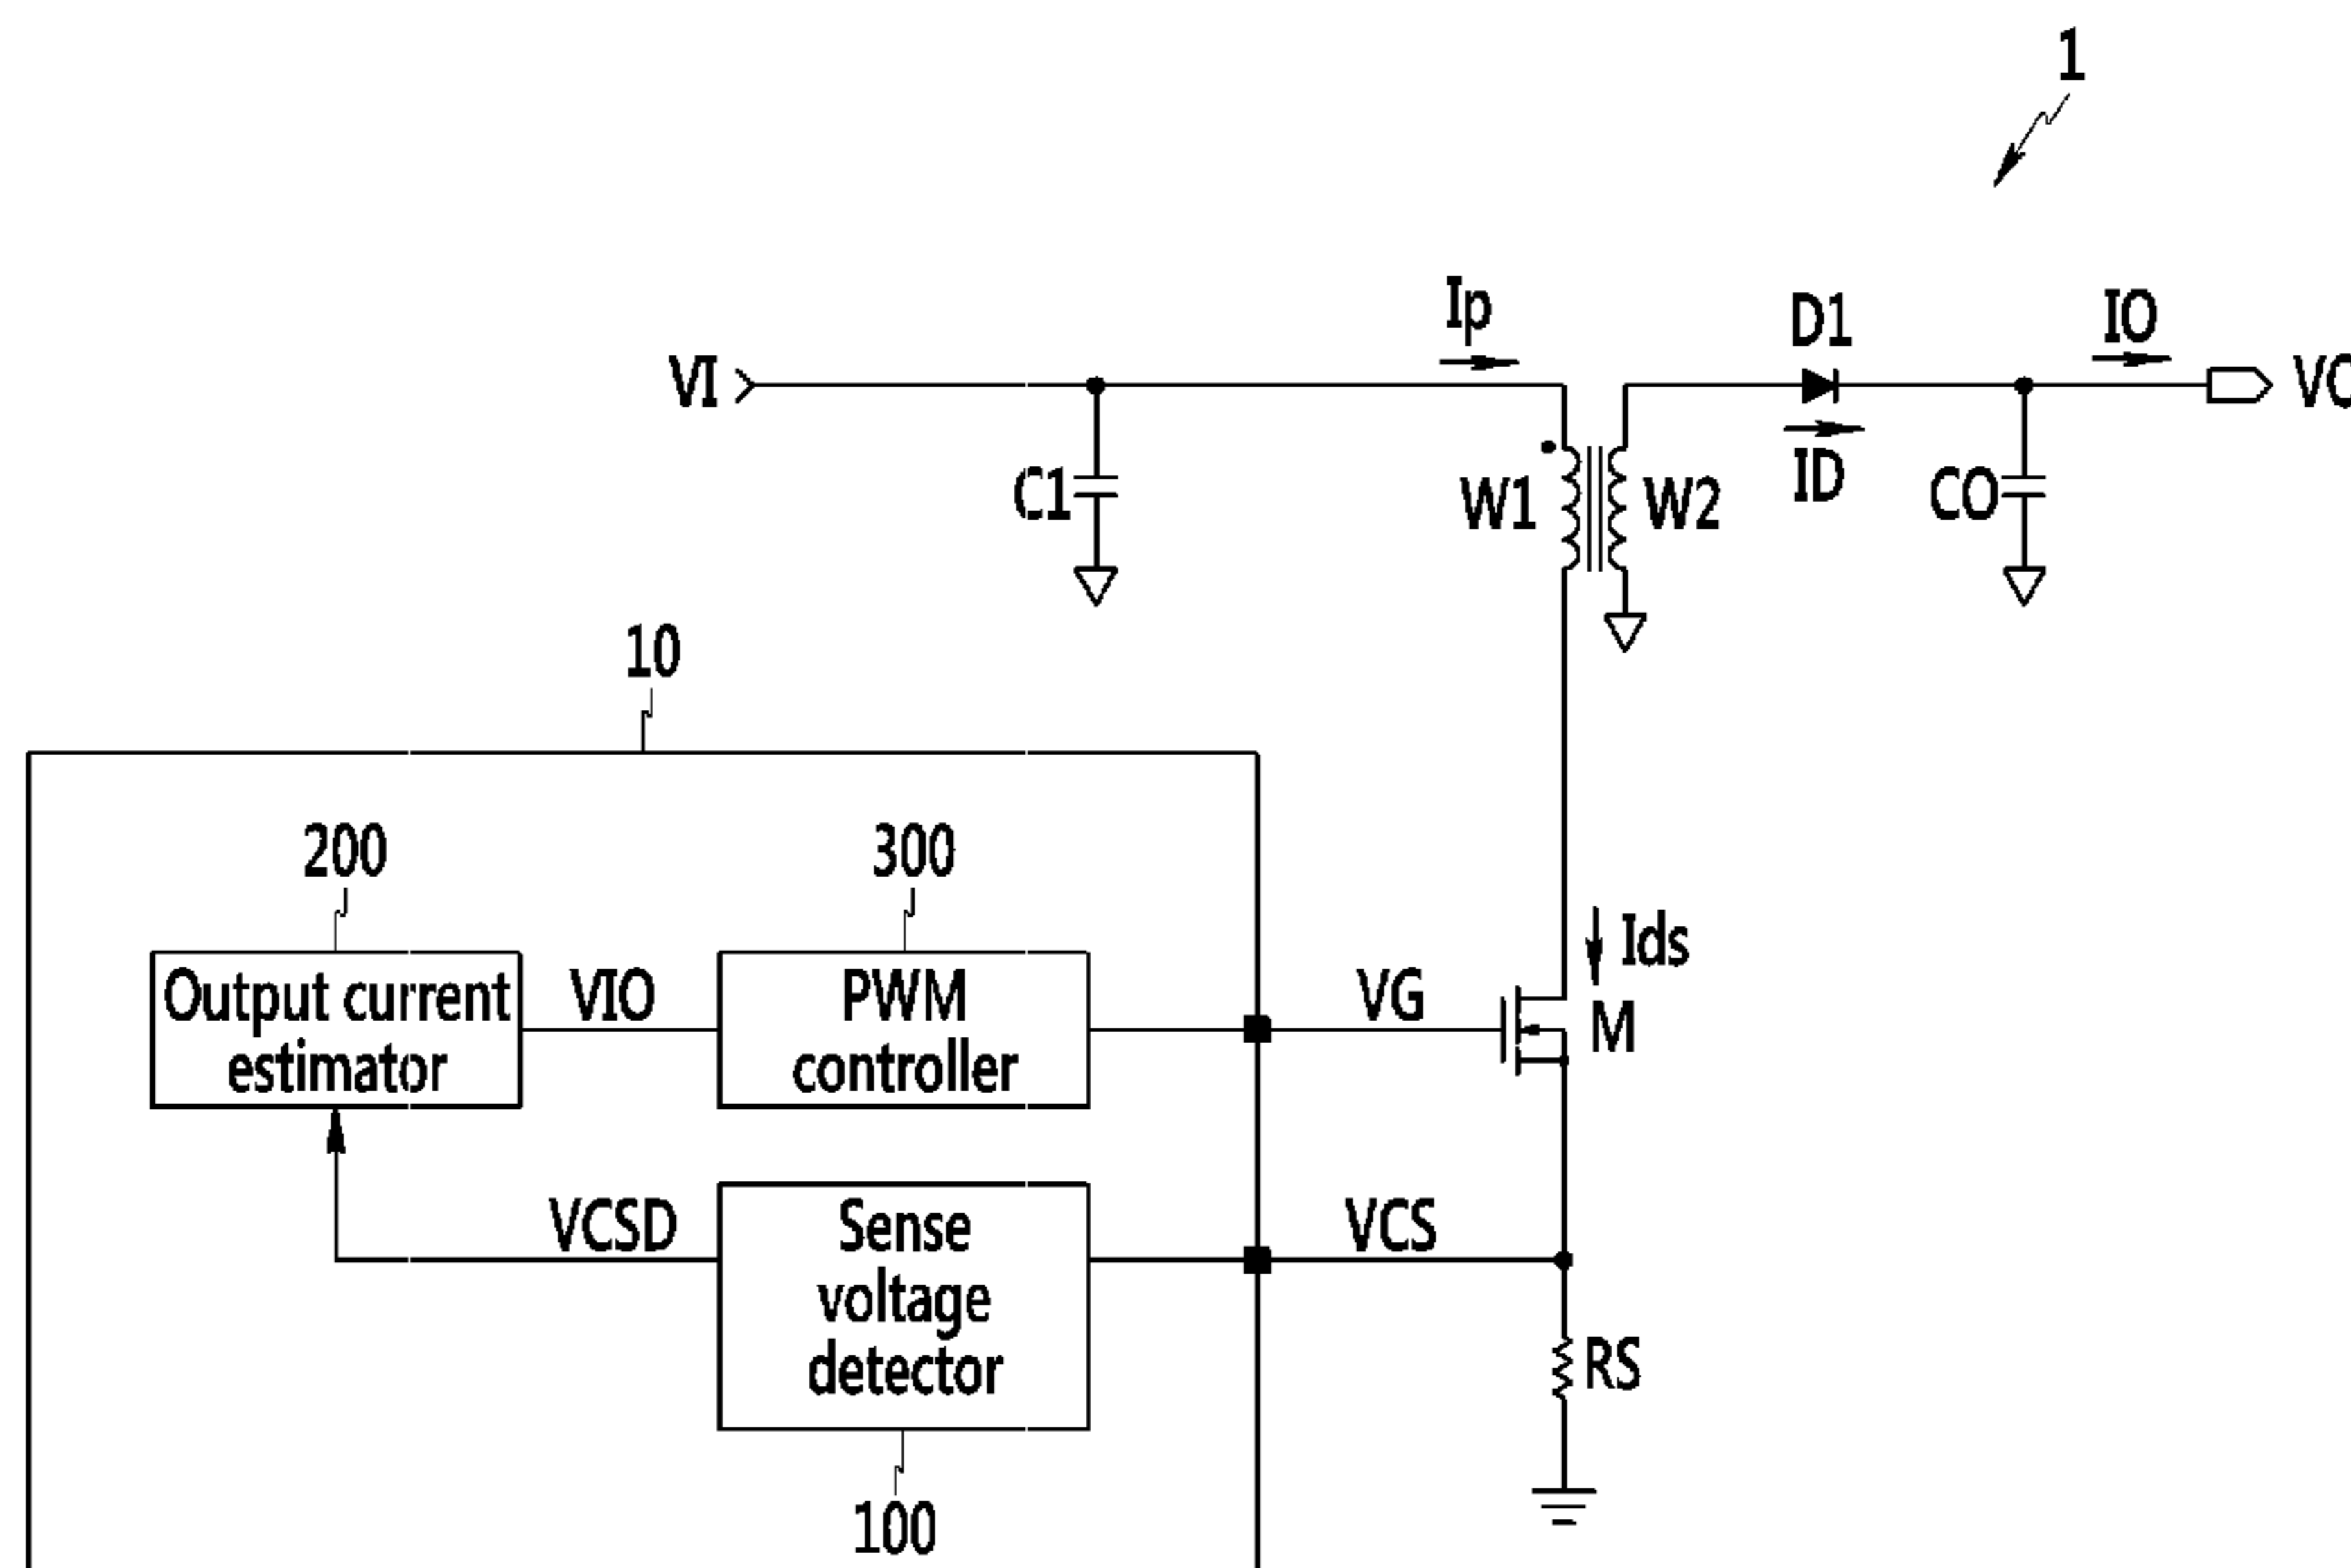 1
Ip
D1
IO
VI
C1
W1
W2
ID
CO
10
200
300
Ids
Output current
estimator
VIO
PWM
controller
VG
M
VCSD
Sense
voltage
detector
VCS
RS
100